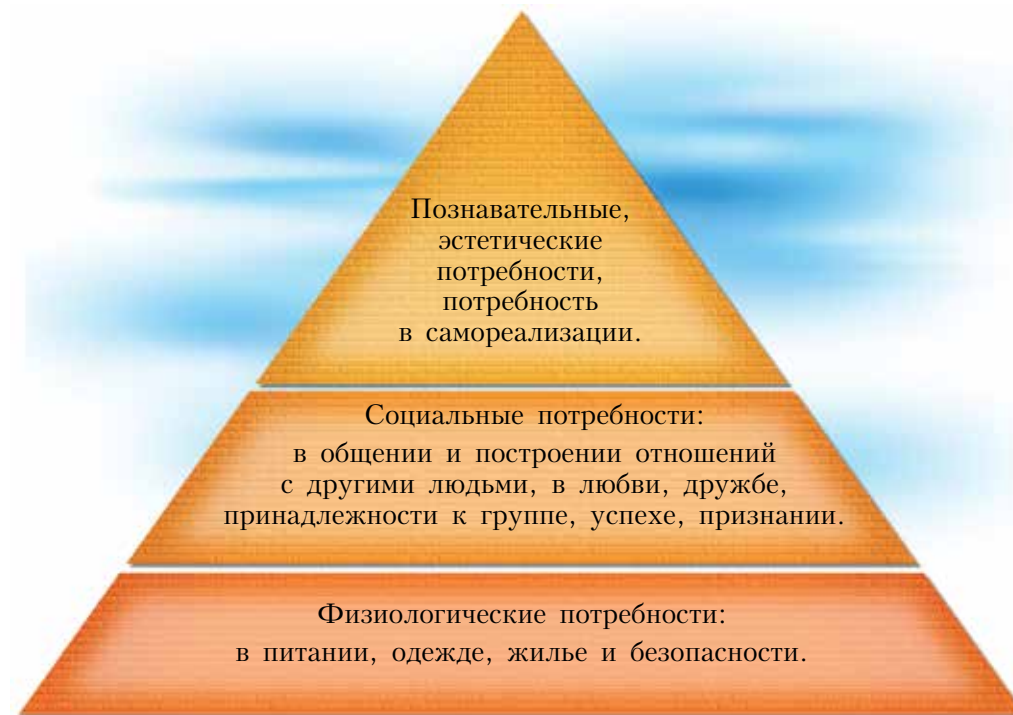 Познавательные,
эстетические
потребности,
потребность
в самореализации.
Социальные потребности:
в общении и построении отношений
с другими людьми, в любви, дружбе,
принадлежности к группе, успехе, признании.
Физиологические потребности:
в питании, одежде, жилье и безопасности.